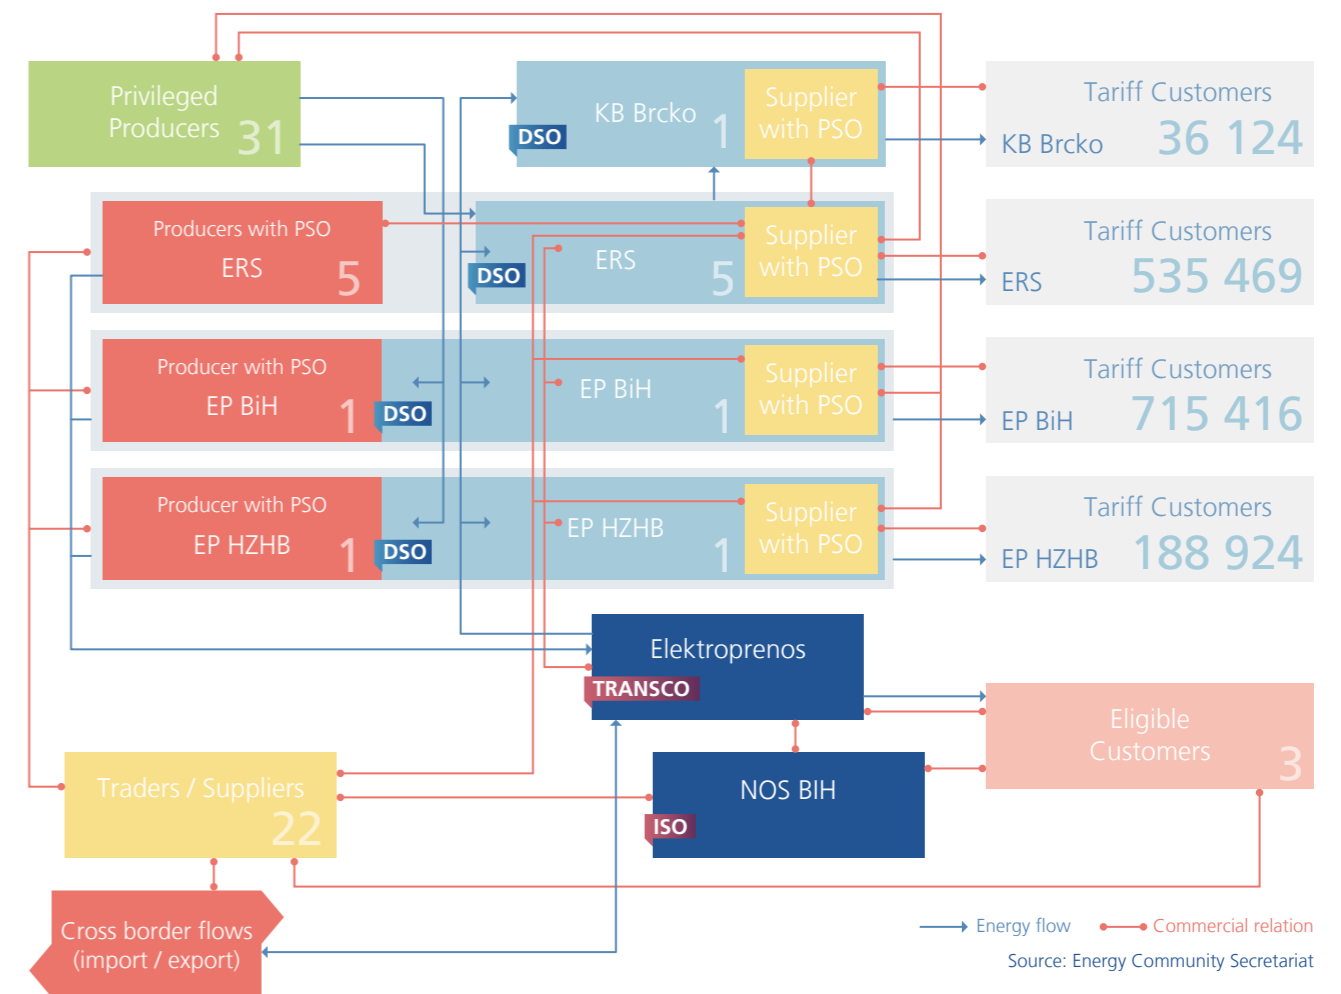 Privileged
Producers
31
KB Brcko
1
DSO
Supplier
with PSO
Tariff Customers
KB Brcko
36 124
Producers with PSO
ERS
5
DSO
ERS
5
Supplier
with PSO
Tariff Customers
ERS
535 469
Producer with PSO
EP BiH
1
DSO
EP BiH
1
Supplier
with PSO
Tariff Customers
EP BiH
715 416
Producer with PSO
EP HZHB
1
DSO
EP HZHB
1
Supplier
with PSO
Tariff Customers
EP HZHB
188 924
Elektroprenos
TRANSCO
Eligible
Customers
3
Traders / Suppliers
22
NOS BIH
ISO
Cross border flows
(import / export)
Energy flow
Commercial relation
Source: Energy Community Secretariat